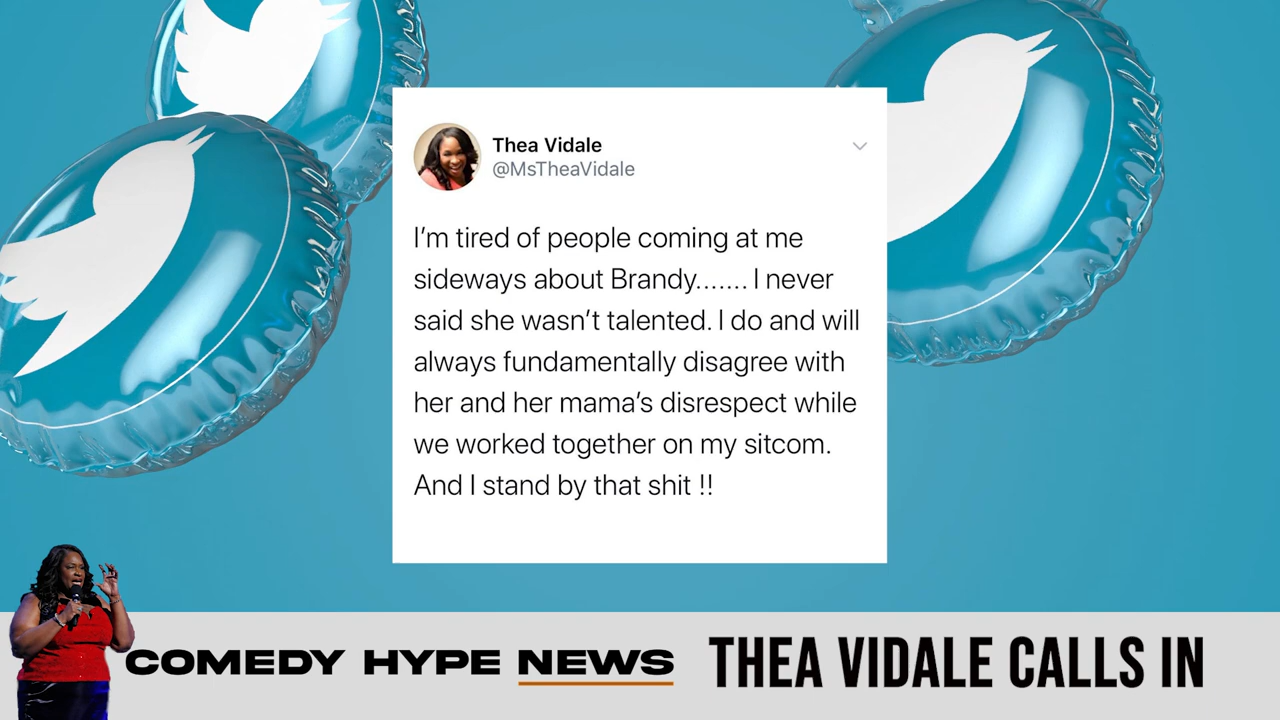 Thea Vidale
@MsTheaVidale
I’m tired of people coming at me
sideways about Brandy....... I never
said she wasn’t talented. I do and will
always fundamentally disagree with
her and her mama’s disrespect while
we worked together on my sitcom.
And I stand by that shit !!
COMEDY HYPE NEWS
THEA VIDALE CALLS IN